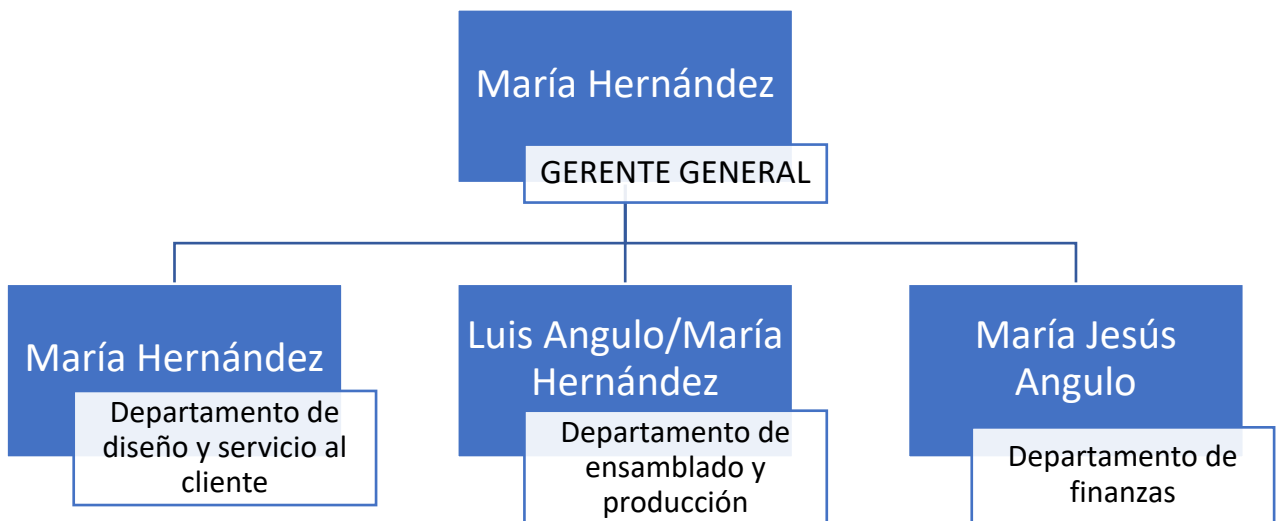 María Hernández
GERENTE GENERAL
María Hernández
Departamento de
diseño y servicio al
cliente
Luis Angulo/María
Hernández
Departamento de
ensamblado y
producción
María Jesús
Angulo
Departamento de
finanzas